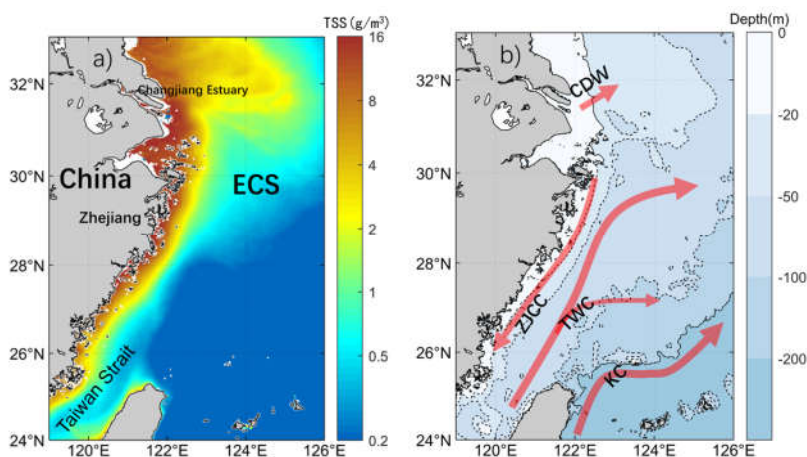 TSS (g/m³)
a)
Changjiang Estuary
China
ECS
Zhejiang
Taiwan Strait
32°N
30°N
28°N
26°N
24°N
120°E
122°E
124°E
126°E
16
8
4
2
1
0.5
0.2
Depth(m)
b)
CDW
ZJCC
TWC
KC
32°N
30°N
28°N
26°N
24°N
120°E
122°E
124°E
126°E
0
-20
-50
-100
-200